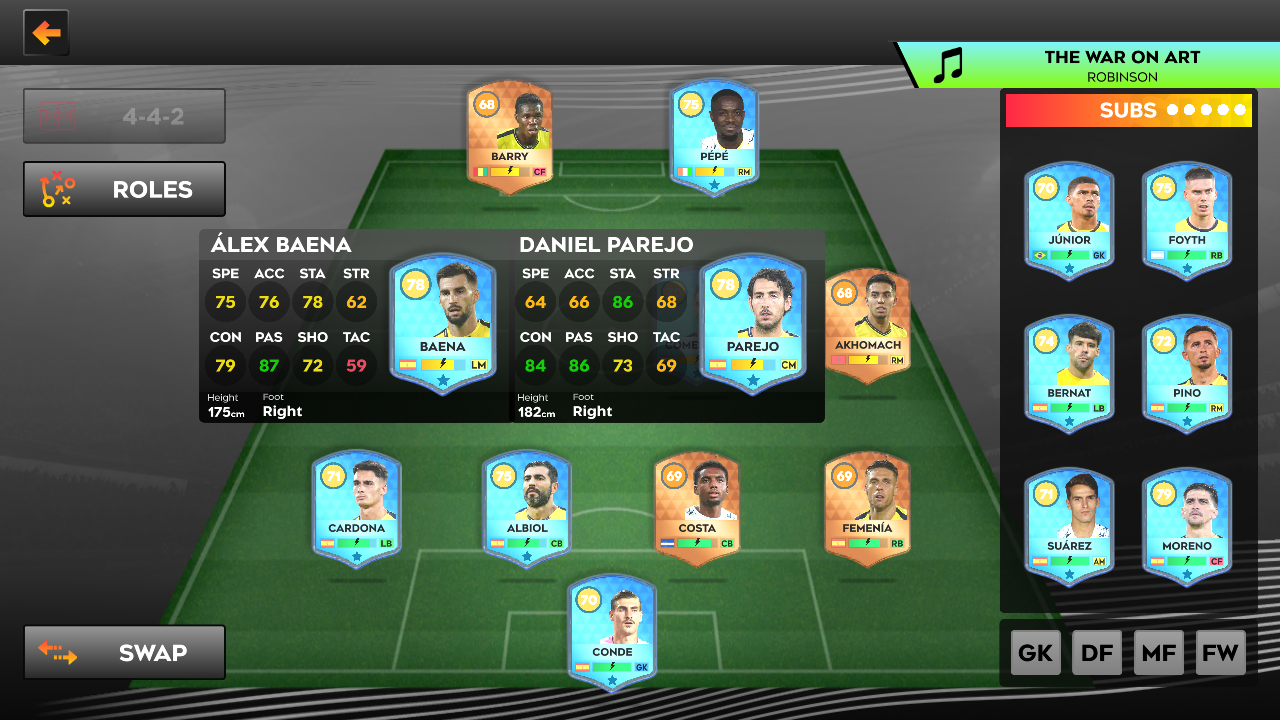 THE WAR ON ART
ROBINSON
4-4-2
ROLES
SUBS
68
BARRY
CF
75
PÉPÉ
RM
ÁLEX BAENA
SPE ACC STA STR
75 76 78 62
CON PAS SHO TAC
79 87 72 59
Height Foot
175cm Right
78
BAENA
LM
DANIEL PAREJO
SPE ACC STA STR
64 66 86 68
CON PAS SHO TAC
84 86 73 69
Height Foot
182cm Right
78
PAREJO
CM
68
AKHOMACH
RM
71
CARDONA
LB
75
ALBIOL
CB
69
COSTA
CB
69
FEMENÍA
RB
70
CONDE
GK
70
JÚNIOR
GK
75
FOYTH
RB
74
BERNAT
LB
72
PINO
RM
71
SUÁREZ
AM
79
MORENO
CF
SWAP
GK DF MF FW